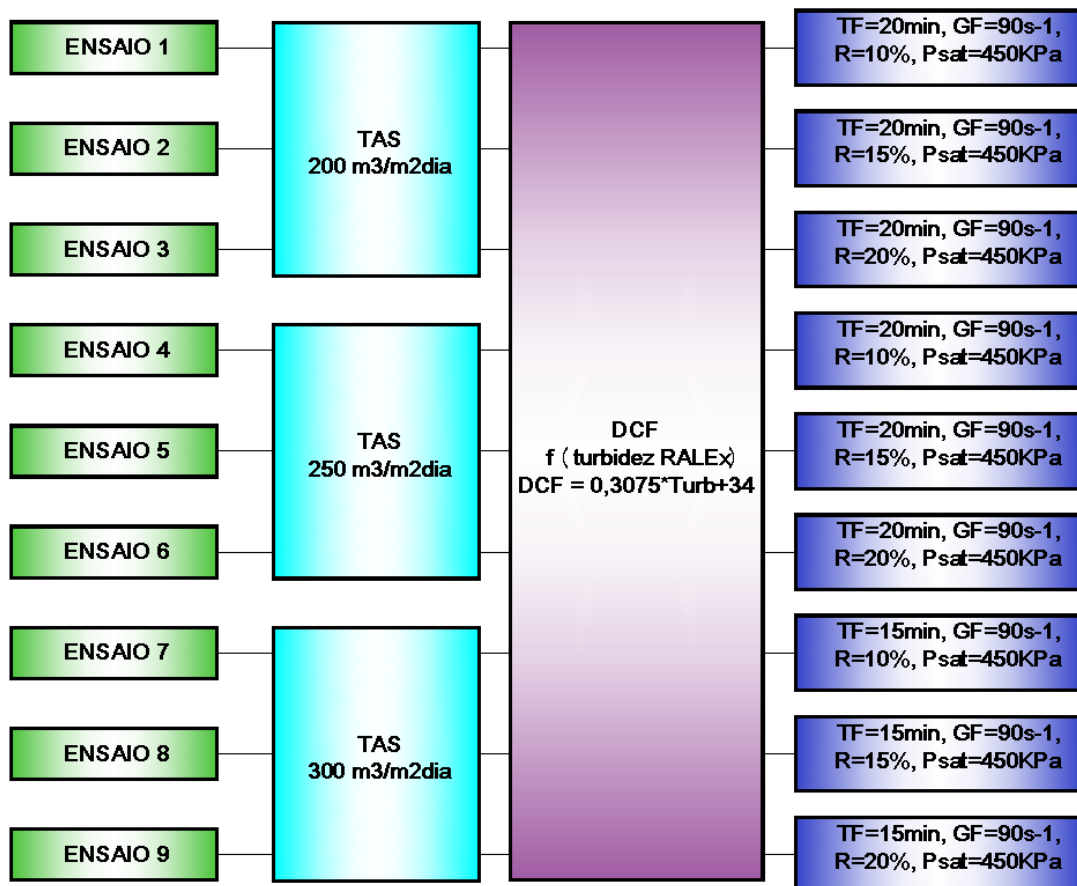 ENSAIO 1
ENSAIO 2
ENSAIO 3
ENSAIO 4
ENSAIO 5
ENSAIO 6
ENSAIO 7
ENSAIO 8
ENSAIO 9
TAS
200 m3/m2dia
TAS
250 m3/m2dia
TAS
300 m3/m2dia
DCF
f ( turbidez RALEx)
DCF = 0,3075*Turb+34
TF=20min, GF=90s-1,
R=10%, Psat=450KPa
TF=20min, GF=90s-1,
R=15%, Psat=450KPa
TF=20min, GF=90s-1,
R=20%, Psat=450KPa
TF=20min, GF=90s-1,
R=10%, Psat=450KPa
TF=20min, GF=90s-1,
R=15%, Psat=450KPa
TF=20min, GF=90s-1,
R=20%, Psat=450KPa
TF=15min, GF=90s-1,
R=10%, Psat=450KPa
TF=15min, GF=90s-1,
R=15%, Psat=450KPa
TF=15min, GF=90s-1,
R=20%, Psat=450KPa